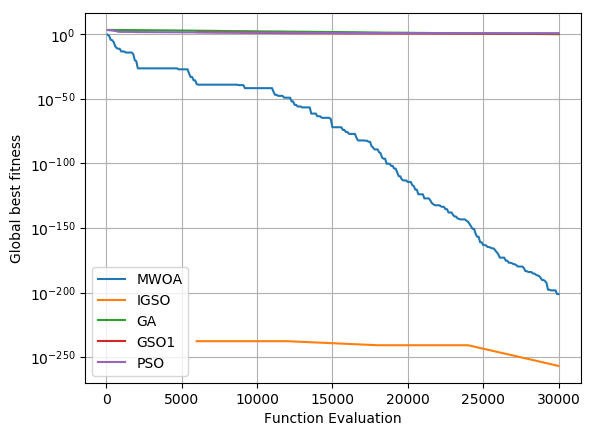 10^0
10^-50
10^-100
10^-150
10^-200
10^-250
Global best fitness
MWOA
IGSO
GA
GSO1
PSO
0 5000 10000 15000 20000 25000 30000
Function Evaluation